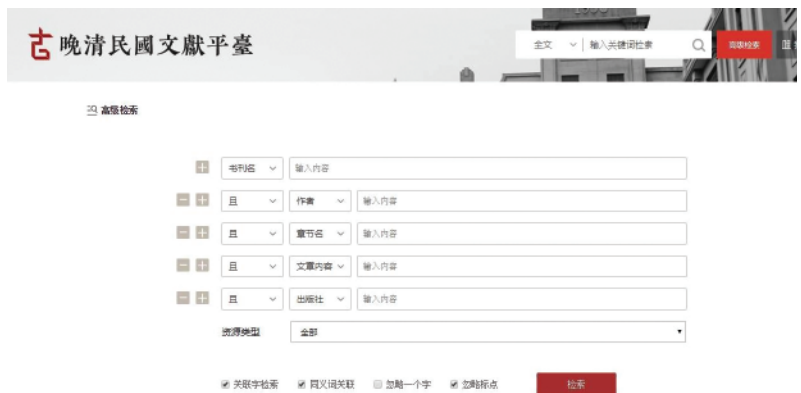 晚清民國文獻平臺
全文 输入关键词检索 高级检索
高级检索
书刊名 输入内容
且 作者 输入内容
且 章节名 输入内容
且 文章内容 输入内容
且 出版社 输入内容
资源类型 全部
关联字检索 同义词关联 忽略一个字 忽略标点 检索